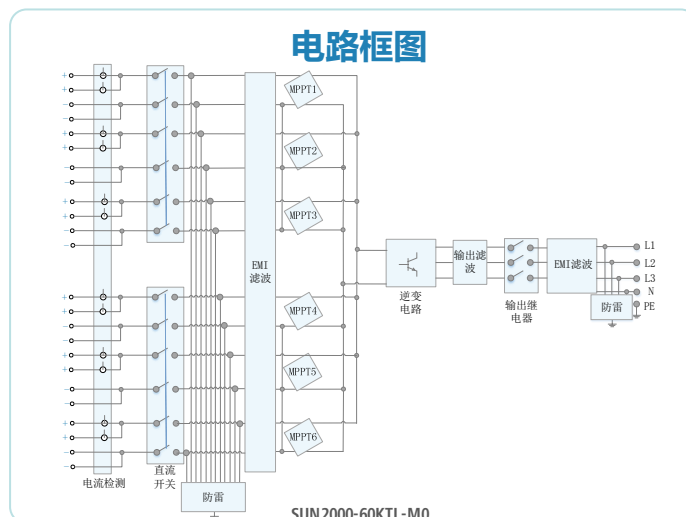 电路框图
+
+
−
−
+
+
−
−
+
+
−
−
+
+
−
−
+
+
−
−
+
+
−
−
MPPT1
MPPT2
MPPT3
MPPT4
MPPT5
MPPT6
EMI
滤波
逆变
电路
输出滤
波
输出继
电器
EMI滤波
L1
L2
L3
N
PE
防雷
电流检测
直流
开关
防雷
SUN2000-60KTL-M0